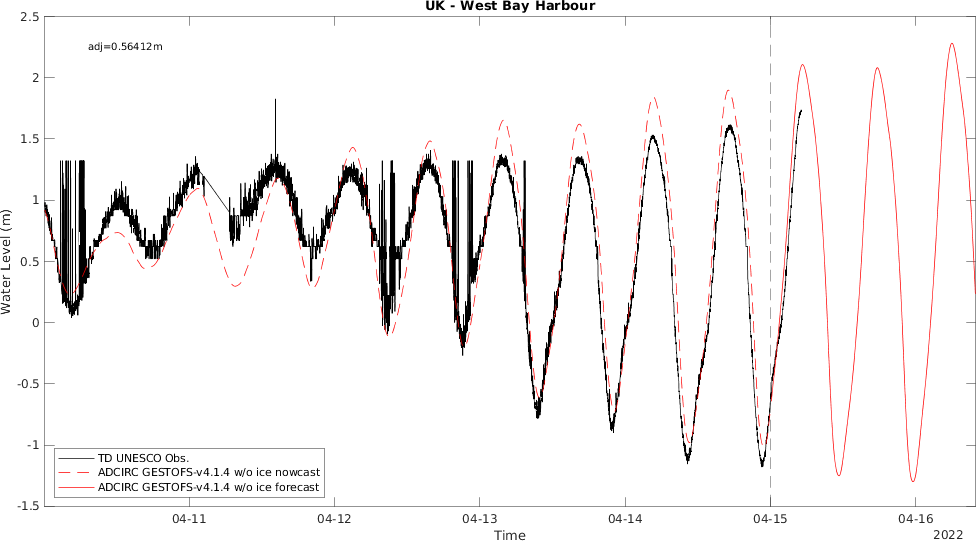 UK - West Bay Harbour
adj=0.56412m
2.5
2
1.5
1
0.5
0
-0.5
-1
-1.5
Water Level (m)
TD UNESCO Obs.
ADCIRC GESTOFS-v4.1.4 w/o ice nowcast
ADCIRC GESTOFS-v4.1.4 w/o ice forecast
04-11 04-12 04-13 04-14 04-15 04-16
Time
2022